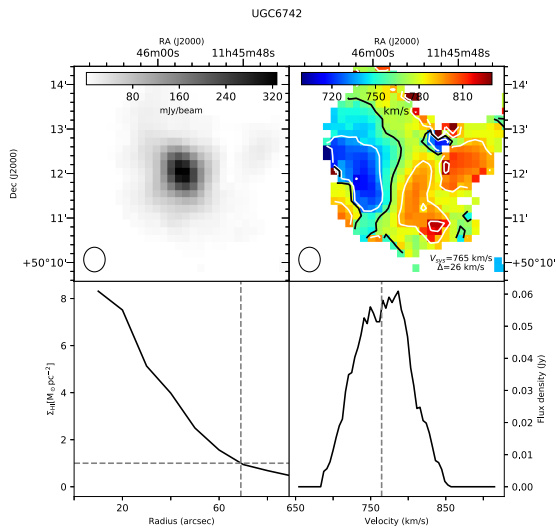 UGC6742
RA (J2000)
46m00s 11h45m48s
RA (J2000)
46m00s 11h45m48s
14'
13'
12'
11'
+50°10'
Dec (J2000)
80 160 240 320
mJy/beam
720 750 780 810
km/s
V_sys=765 km/s
Δ=26 km/s
14'
13'
12'
11'
+50°10'
8
6
4
2
0
Σ_HI[M_⊙pc⁻²]
20 60
Radius (arcsec)
650 750 850
Velocity (km/s)
0.06
0.05
0.04
0.03
0.02
0.01
0.00
Flux density (Jy)